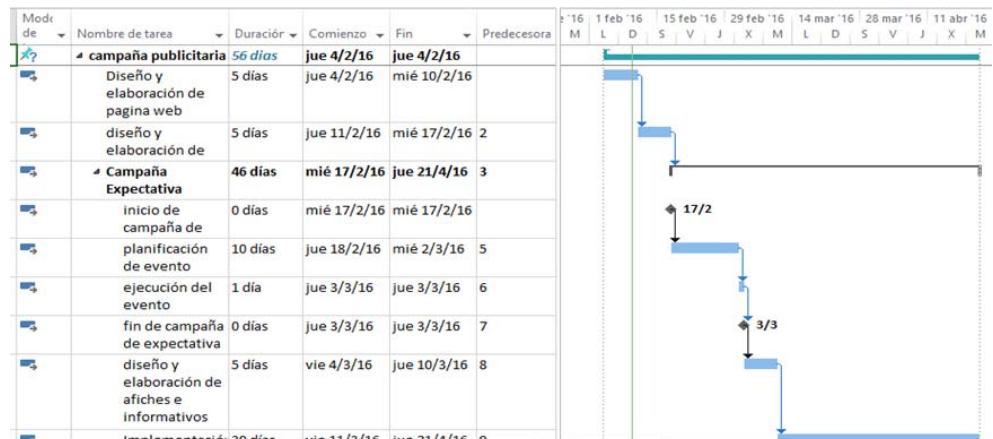 Modo
de Nombre de tarea Duración Comienzo Fin Predecesora
campaña publicitaria 56 días jue 4/2/16 jue 4/2/16
Diseño y 5 días jue 4/2/16 mié 10/2/16
elaboración de
pagina web
diseño y 5 días jue 11/2/16 mié 17/2/16 2
elaboración de
Campaña 46 días mié 17/2/16 jue 21/4/16 3
Expectativa
inicio de 0 días mié 17/2/16 mié 17/2/16
campaña de
planificación 10 días jue 18/2/16 mié 2/3/16 5
de evento
ejecución del 1 día jue 3/3/16 jue 3/3/16 6
evento
fin de campaña 0 días jue 3/3/16 jue 3/3/16 7
de expectativa
diseño y 5 días vie 4/3/16 jue 10/3/16 8
elaboración de
afiches e
informativos
'16 1 feb '16 15 feb '16 29 feb '16 14 mar '16 28 mar '16 11 abr '16
M L D S V J X M L D S V J X M
17/2
3/3